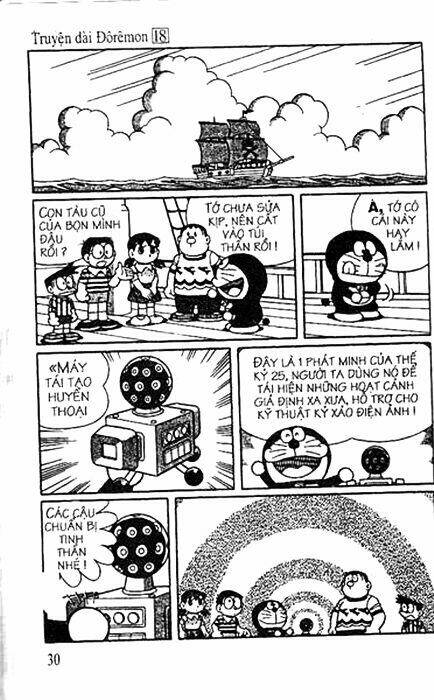 Truyện dài Đôrêmon 18
CON TÀU CŨ
CỦA BỌN MÌNH
ĐÂU
RỒI ?
TỚ CHƯA SỬA
KỊP, NÊN CẤT
VÀO TÚI
THẦN RỒI !
À, TỚ CÓ
CÁI NÀY
HAY
LẮM !
«MÁY
TÁI TẠO
HUYỀN
THOẠI
ĐÂY LÀ 1 PHÁT MINH CỦA THẾ
KỶ 25, NGƯỜI TA DÙNG NÓ ĐỂ
TÁI HIỆN NHỮNG HOẠT CẢNH
GIẢ ĐỊNH XA XƯA, HỖ TRỢ CHO
KỸ THUẬT KỸ XẢO ĐIỆN ẢNH !
CÁC CẬU
CHUẨN BỊ
TINH
THẦN
NHÉ !
30